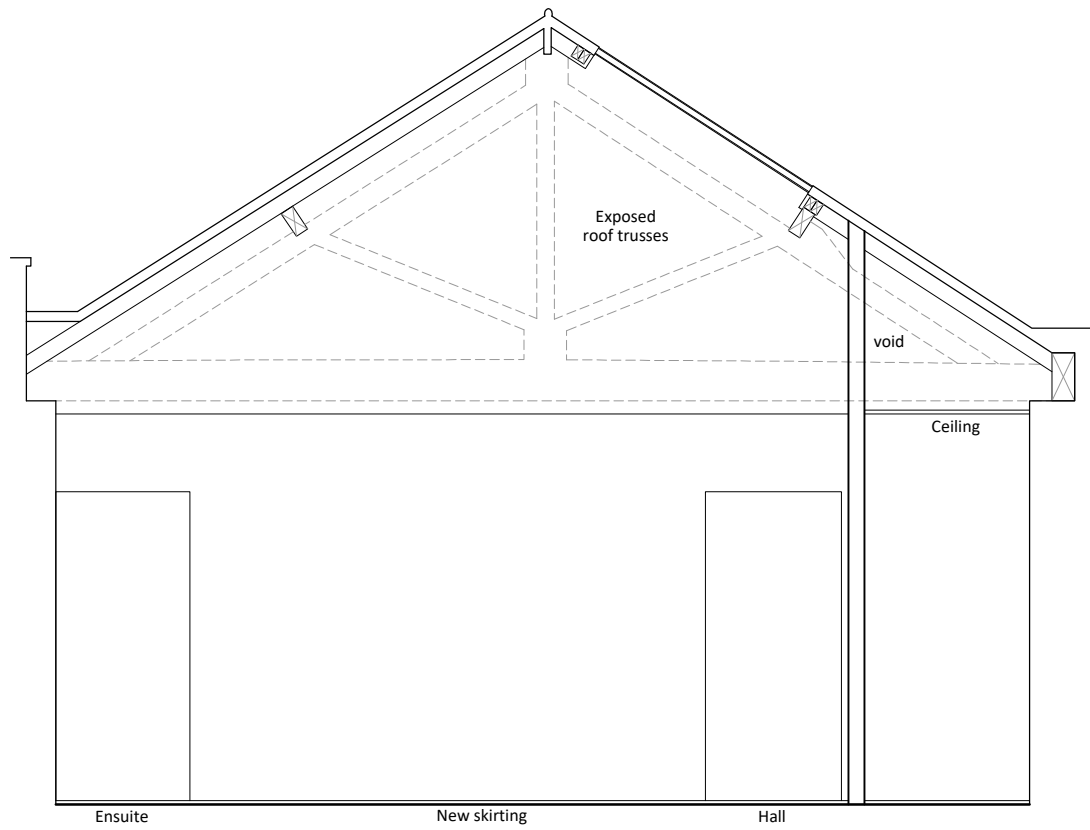 Exposed
roof trusses
void
Ceiling
Ensuite
New skirting
Hall